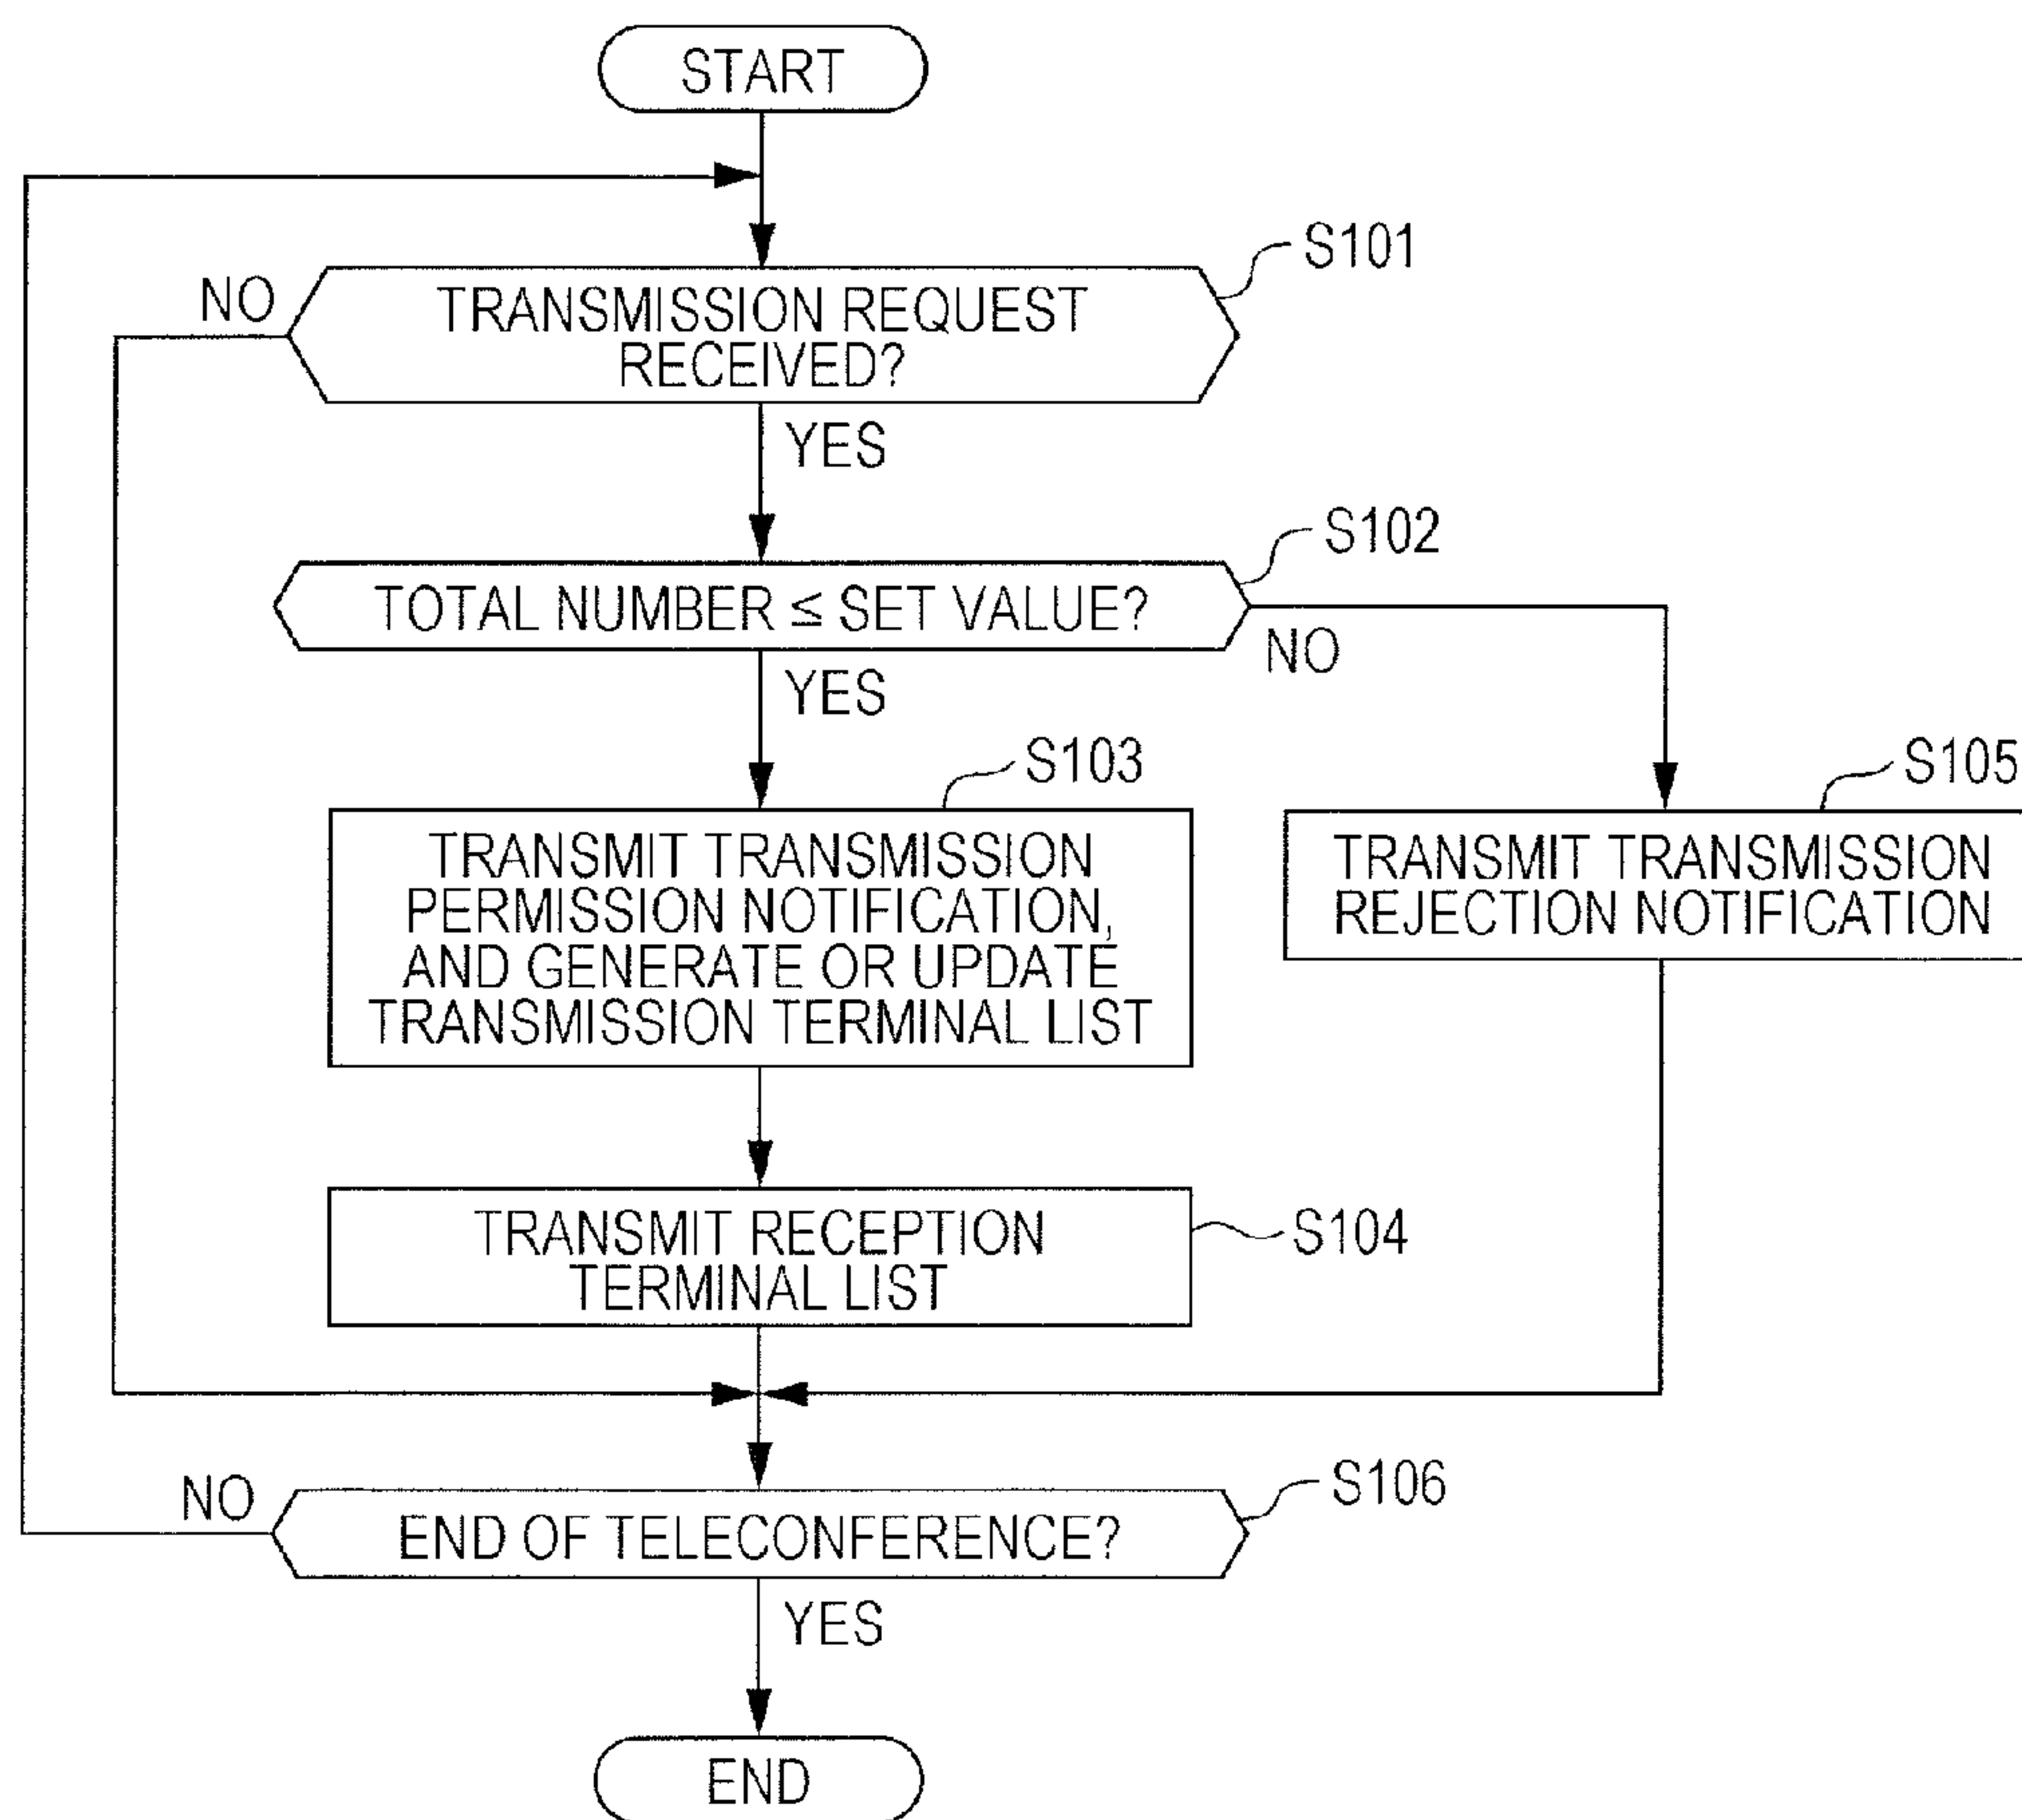 START
S101
NO
TRANSMISSION REQUEST
RECEIVED?
YES
S102
TOTAL NUMBER ≤ SET VALUE?
NO
YES
S103
S105
TRANSMIT TRANSMISSION
PERMISSION NOTIFICATION,
AND GENERATE OR UPDATE
TRANSMISSION TERMINAL LIST
TRANSMIT TRANSMISSION
REJECTION NOTIFICATION
TRANSMIT RECEPTION
TERMINAL LIST
S104
NO
S106
END OF TELECONFERENCE?
YES
END